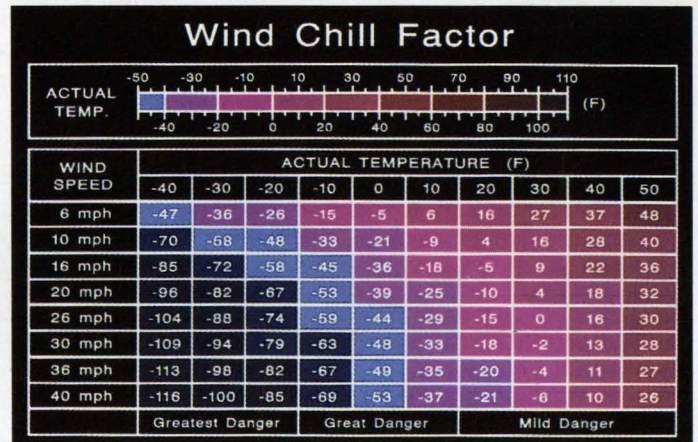 Wind Chill Factor
-50 -30 -10 10 30 50 70 90 110
ACTUAL TEMP. (F)
-40 -20 0 20 40 60 80 100
WIND SPEED ACTUAL TEMPERATURE (F)
-40 -30 -20 -10 0 10 20 30 40 50
6 mph -47 -36 -26 -15 -5 6 16 27 37 48
10 mph -70 -58 -48 -33 -21 -9 4 16 28 40
16 mph -85 -72 -58 -45 -36 -18 -5 9 22 36
20 mph -96 -82 -67 -53 -39 -25 -10 4 18 32
26 mph -104 -88 -74 -59 -44 -29 -15 0 16 30
30 mph -109 -94 -79 -63 -48 -33 -18 -2 13 28
36 mph -113 -98 -82 -67 -49 -35 -20 -4 11 27
40 mph -116 -100 -85 -69 -53 -37 -21 -6 10 26
Greatest Danger Great Danger Mild Danger